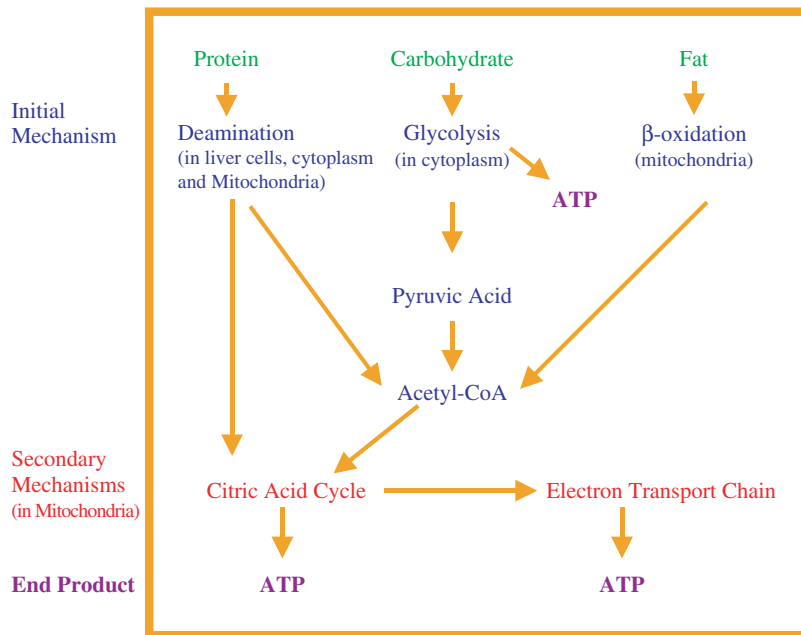 Protein Carbohydrate Fat
Initial
Mechanism
Deamination
(in liver cells, cytoplasm
and Mitochondria)
Glycolysis
(in cytoplasm)
β-oxidation
(mitochondria)
ATP
Pyruvic Acid
Acetyl-CoA
Secondary
Mechanisms
(in Mitochondria)
Citric Acid Cycle
Electron Transport Chain
End Product
ATP
ATP